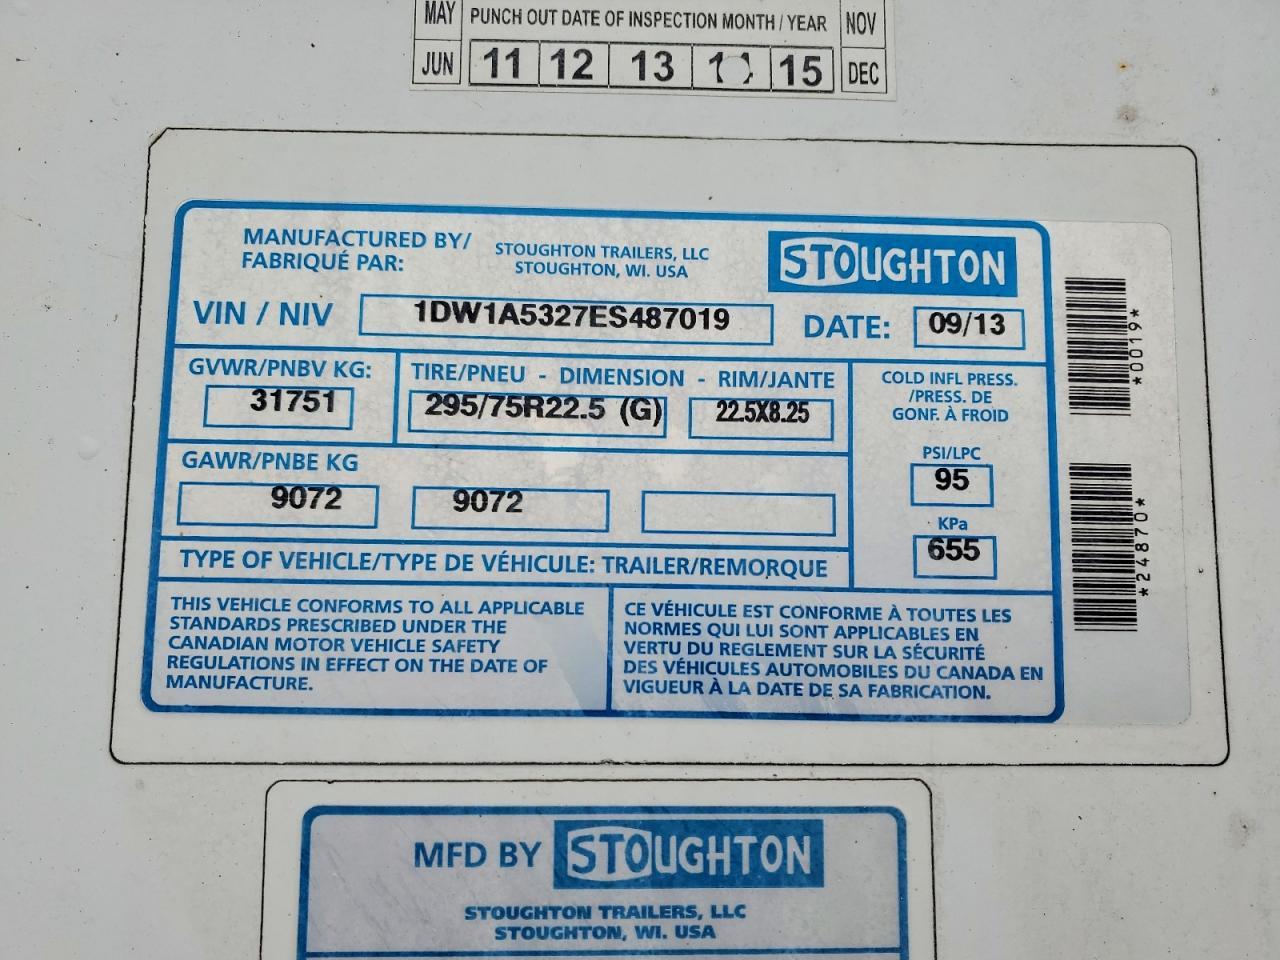 MAY PUNCH OUT DATE OF INSPECTION MONTH / YEAR NOV
JUN 11 12 13 15 DEC
MANUFACTURED BY/
FABRIQUÉ PAR:
STOUGHTON TRAILERS, LLC
STOUGHTON, WI. USA
STOUGHTON
VIN / NIV 1DW1A5327ES487019 DATE: 09/13
GVWR/PNBV KG:
31751
TIRE/PNEU - DIMENSION - RIM/JANTE
295/75R22.5 (G) 22.5X8.25
COLD INFL PRESS.
/PRESS. DE
GONF. À FROID
PSI/LPC
95
KPa
655
GAWR/PNBE KG
9072 9072
TYPE OF VEHICLE/TYPE DE VÉHICULE: TRAILER/REMORQUE
THIS VEHICLE CONFORMS TO ALL APPLICABLE
STANDARDS PRESCRIBED UNDER THE
CANADIAN MOTOR VEHICLE SAFETY
REGULATIONS IN EFFECT ON THE DATE OF
MANUFACTURE.
CE VÉHICULE EST CONFORME À TOUTES LES
NORMES QUI LUI SONT APPLICABLES EN
VERTU DU REGLEMENT SUR LA SÉCURITÉ
DES VÉHICULES AUTOMOBILES DU CANADA EN
VIGUEUR À LA DATE DE SA FABRICATION.
*0019*
*24870*
MFD BY STOUGHTON
STOUGHTON TRAILERS, LLC
STOUGHTON, WI. USA